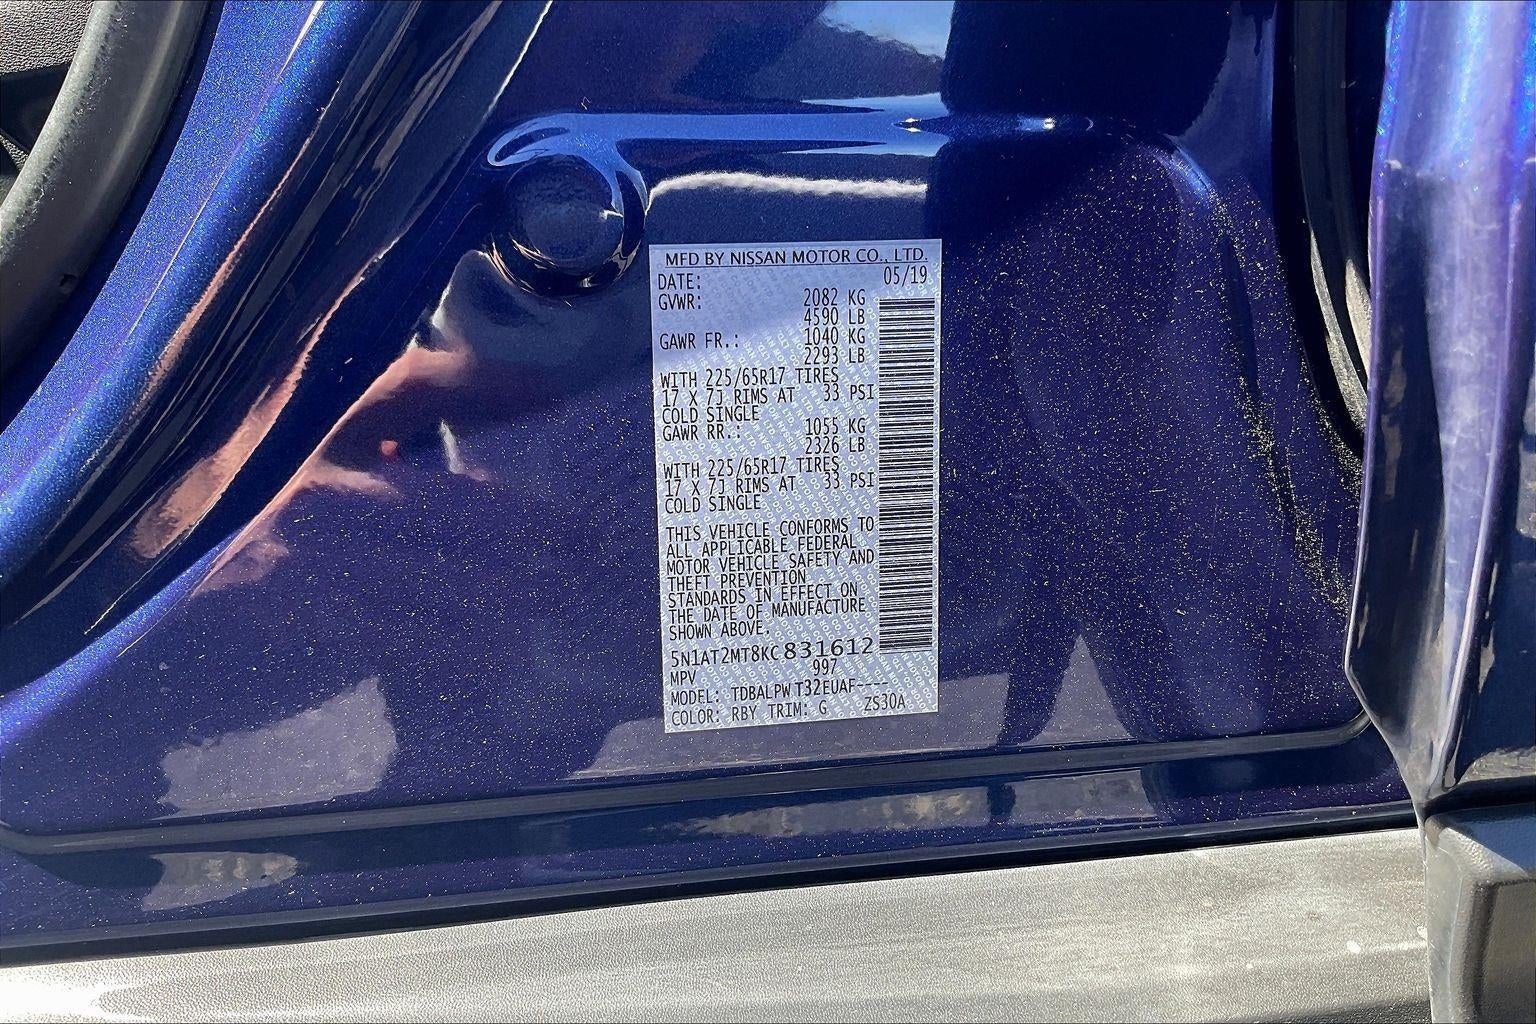 MFD BY NISSAN MOTOR CO., LTD.
DATE: 05/19
GVWR: 2082 KG
4590 LB
GAWR FR.: 1040 KG
2293 LB
WITH 225/65R17 TIRES
17 X 7J RIMS AT 33 PSI
COLD SINGLE
GAWR RR.: 1055 KG
2326 LB
WITH 225/65R17 TIRES
17 X 7J RIMS AT 33 PSI
COLD SINGLE
THIS VEHICLE CONFORMS TO
ALL APPLICABLE FEDERAL
MOTOR VEHICLE SAFETY AND
THEFT PREVENTION
STANDARDS IN EFFECT ON
THE DATE OF MANUFACTURE
SHOWN ABOVE.
5N1AT2MT8KC831612
MPV 997
MODEL: TDBALPWT32EUAF----
COLOR: RBY TRIM: G ZS30A